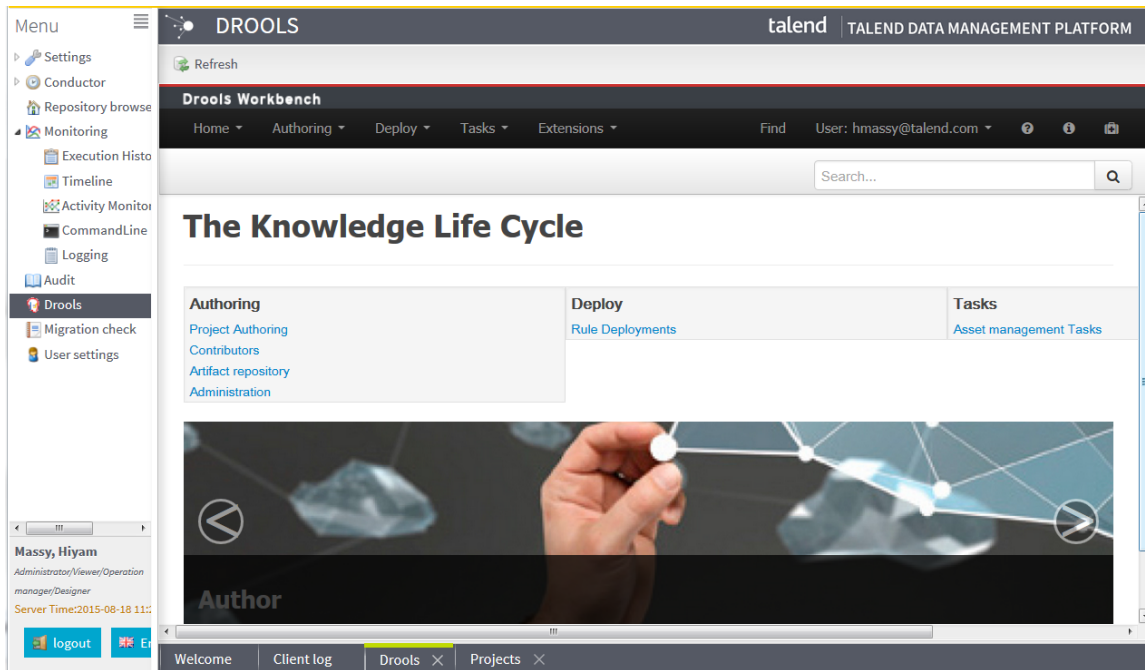 Menu
Settings
Conductor
Repository browse
Monitoring
Execution Histo
Timeline
Activity Monitor
CommandLine
Logging
Audit
Drools
Migration check
User settings
Massy, Hiyam
Administrator/Viewer/Operation
manager/Designer
Server Time:2015-08-18 11:2
logout
En
DROOLS
talend TALEND DATA MANAGEMENT PLATFORM
Refresh
Drools Workbench
Home Authoring Deploy Tasks Extensions Find User: hmassy@talend.com
Search...
The Knowledge Life Cycle
Authoring
Project Authoring
Contributors
Artifact repository
Administration
Deploy
Rule Deployments
Tasks
Asset management Tasks
Author
Welcome Client log Drools Projects